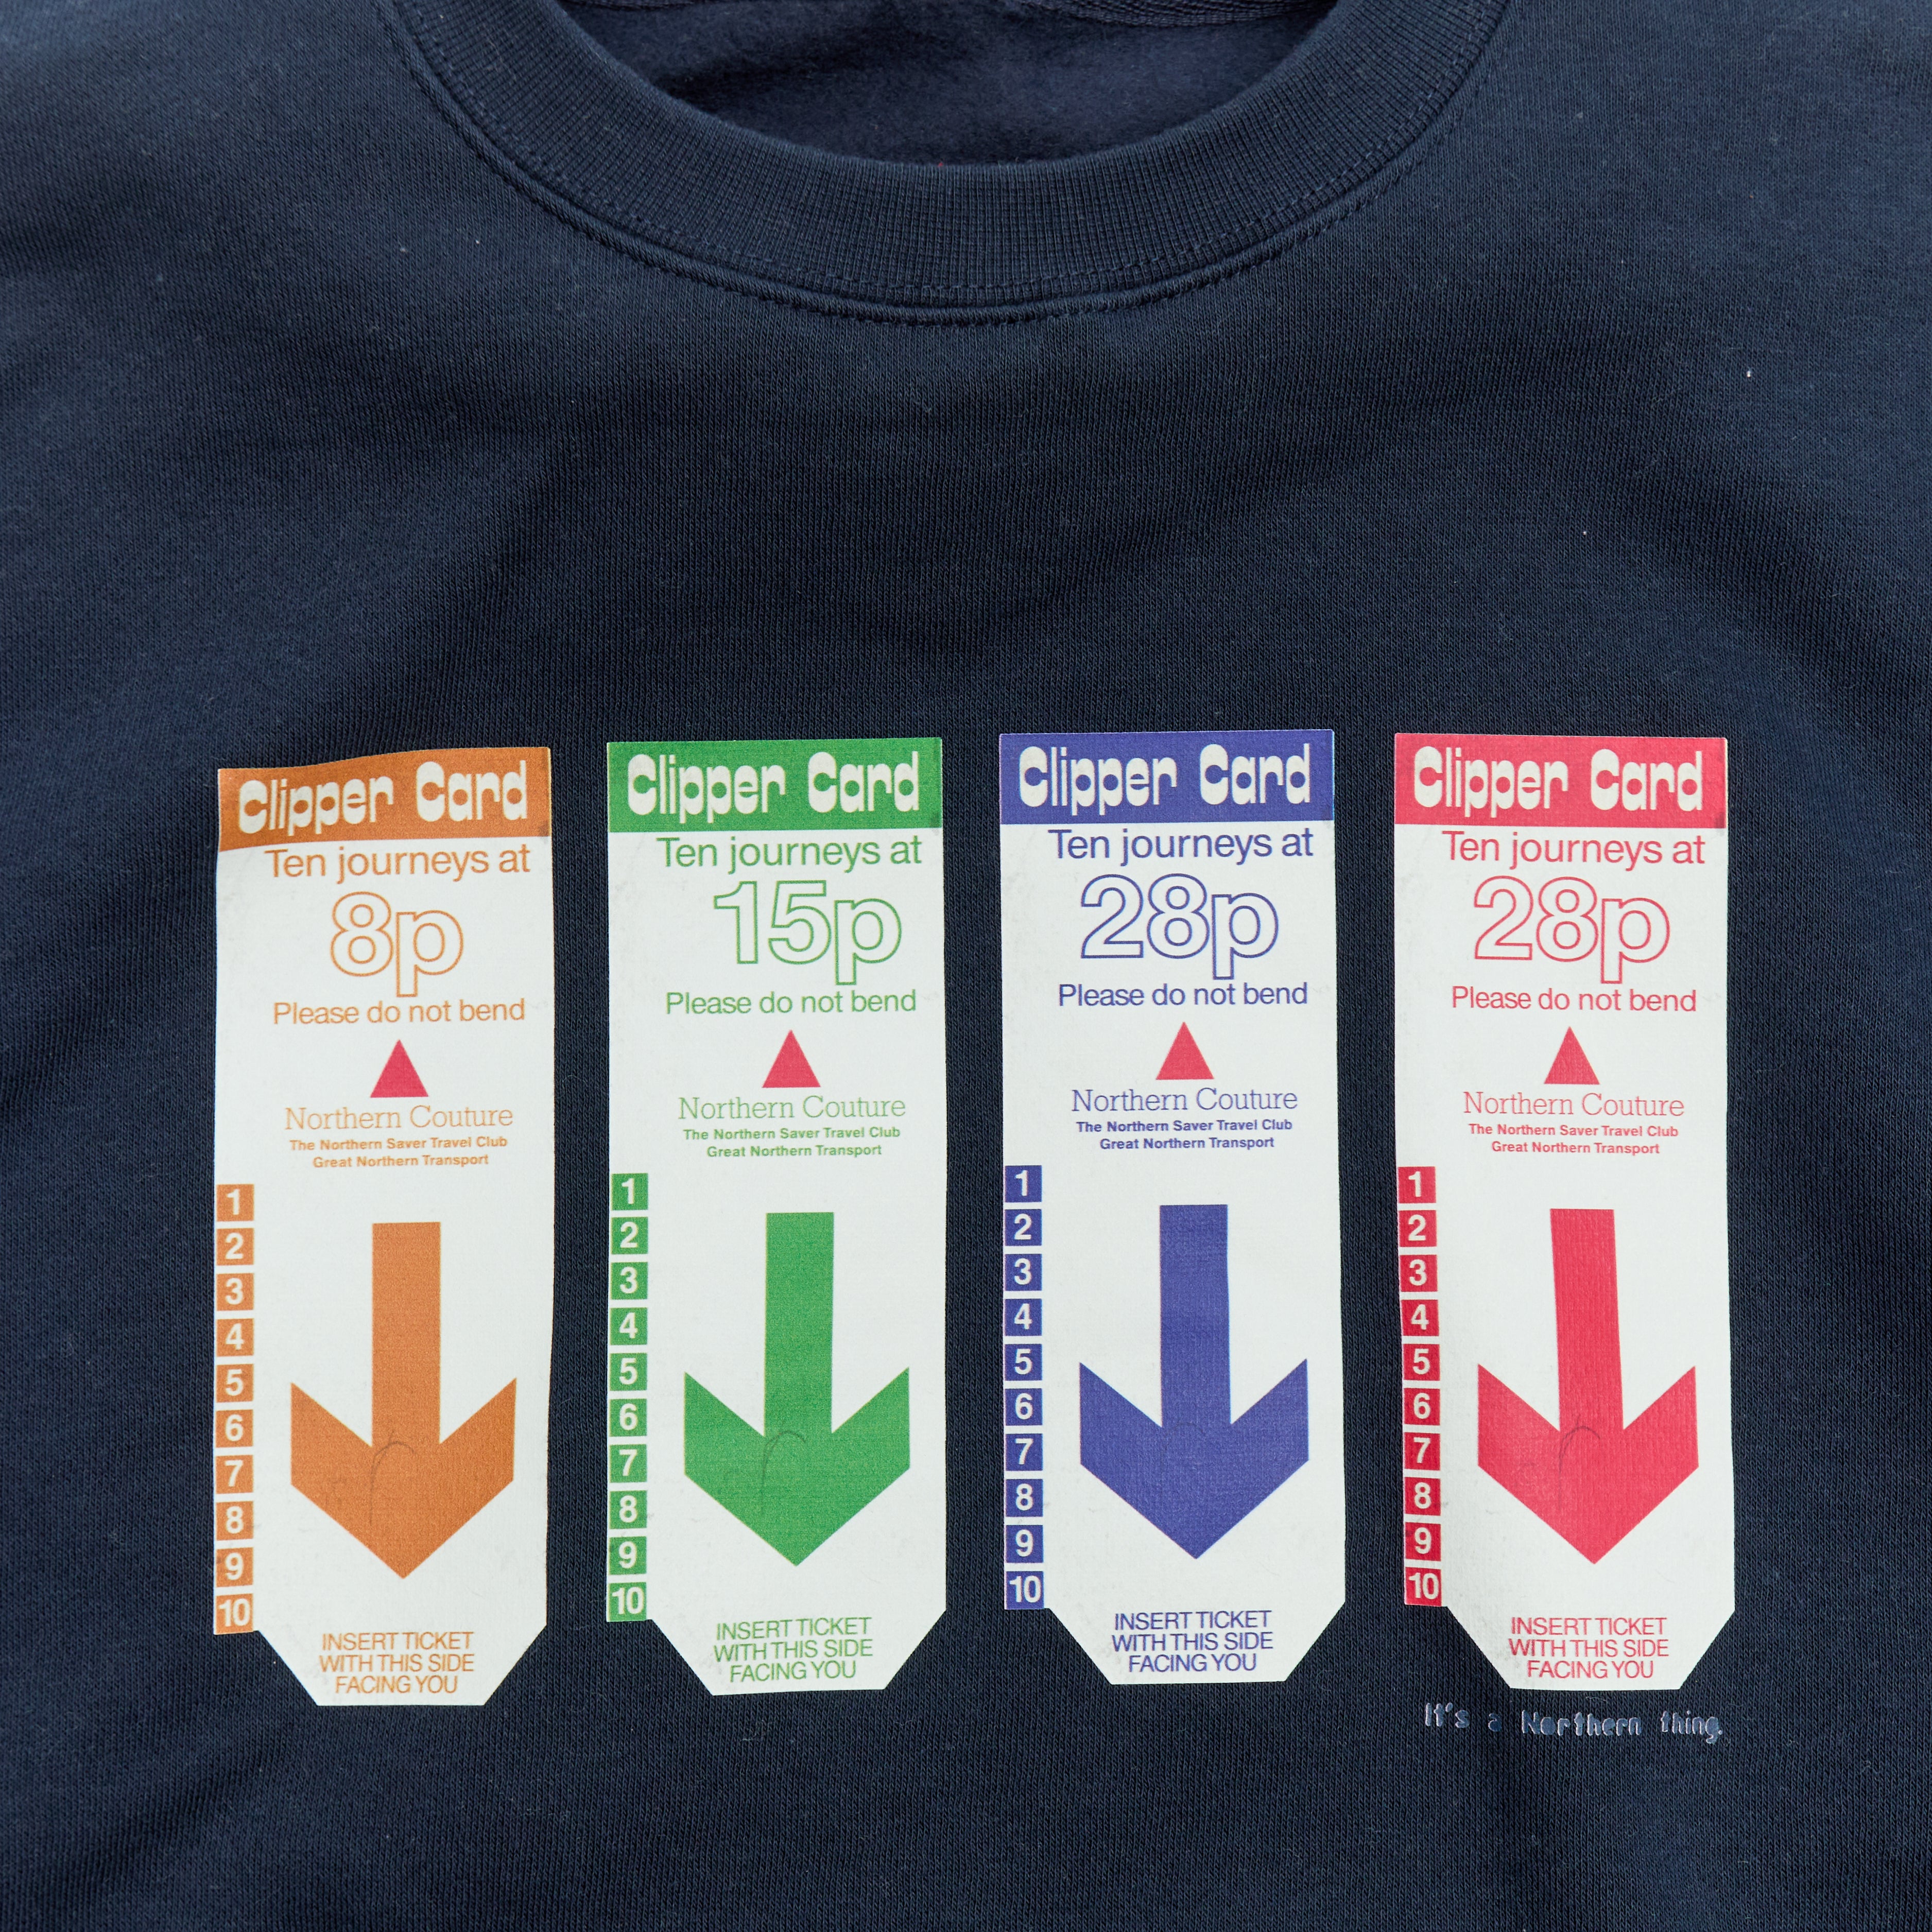 Clipper Card
Ten journeys at
8p
Please do not bend
Northern Couture
The Northern Saver Travel Club
Great Northern Transport
1
2
3
4
5
6
7
8
9
10
INSERT TICKET
WITH THIS SIDE
FACING YOU
Clipper Card
Ten journeys at
15p
Please do not bend
Northern Couture
The Northern Saver Travel Club
Great Northern Transport
1
2
3
4
5
6
7
8
9
10
INSERT TICKET
WITH THIS SIDE
FACING YOU
Clipper Card
Ten journeys at
28p
Please do not bend
Northern Couture
The Northern Saver Travel Club
Great Northern Transport
1
2
3
4
5
6
7
8
9
10
INSERT TICKET
WITH THIS SIDE
FACING YOU
Clipper Card
Ten journeys at
28p
Please do not bend
Northern Couture
The Northern Saver Travel Club
Great Northern Transport
1
2
3
4
5
6
7
8
9
10
INSERT TICKET
WITH THIS SIDE
FACING YOU
It's a Northern thing.